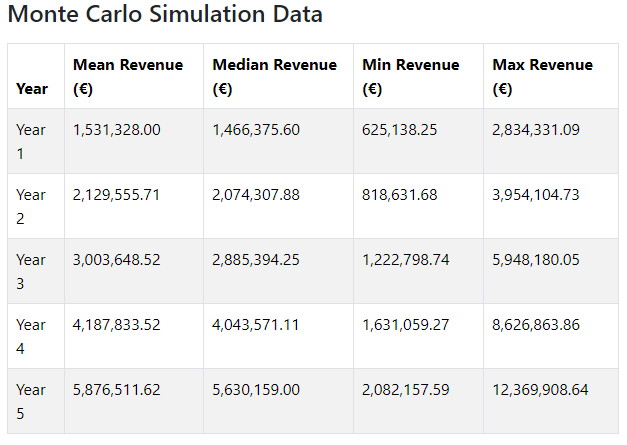 Monte Carlo Simulation Data
Year Mean Revenue (€) Median Revenue (€) Min Revenue (€) Max Revenue (€)
Year 1 1,531,328.00 1,466,375.60 625,138.25 2,834,331.09
Year 2 2,129,555.71 2,074,307.88 818,631.68 3,954,104.73
Year 3 3,003,648.52 2,885,394.25 1,222,798.74 5,948,180.05
Year 4 4,187,833.52 4,043,571.11 1,631,059.27 8,626,863.86
Year 5 5,876,511.62 5,630,159.00 2,082,157.59 12,369,908.64